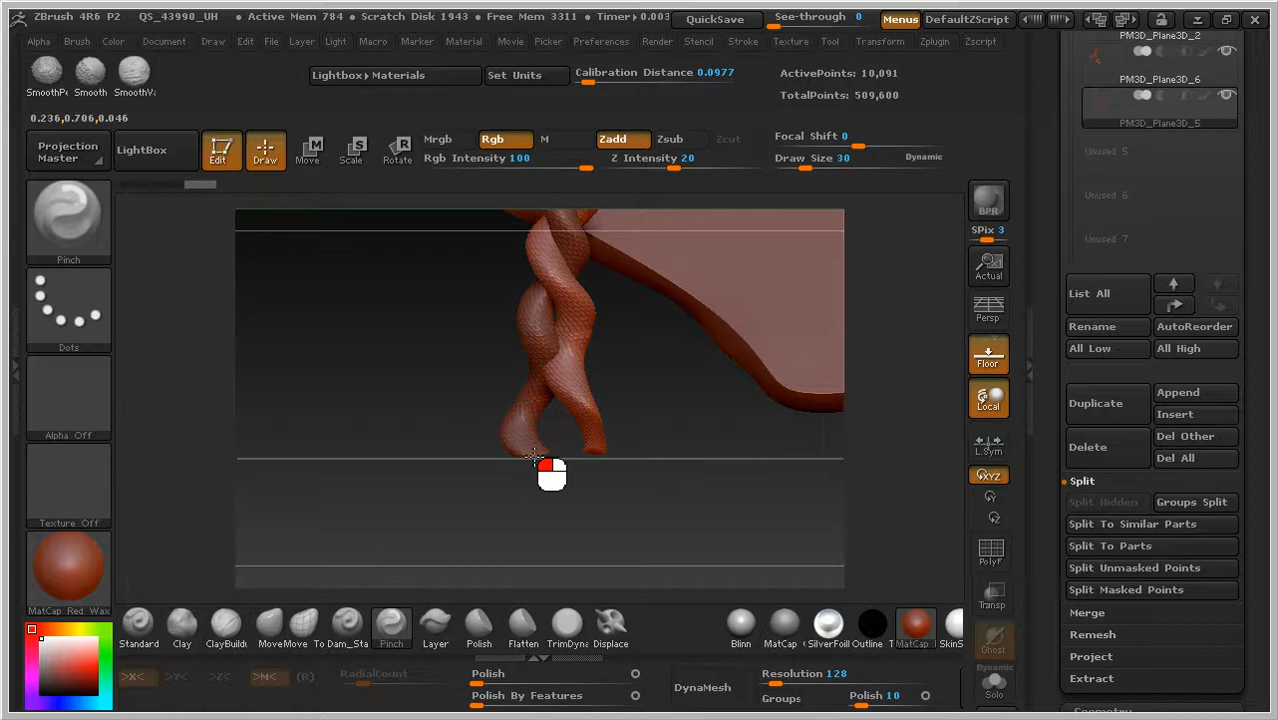 ZBrush 4R6 P2 QS_43990_UH • Active Mem 784 • Scratch Disk 1943 • Free Mem 3311 • Timer▸0.003 QuickSave See-through 0 Menus DefaultZScript
Alpha Brush Color Document Draw Edit File Layer Light Macro Marker Material Movie Picker Preferences Render Stencil Stroke Texture Tool Transform Zplugin Zscript
PM3D_Plane3D_2
SmoothPe Smooth SmoothVa
Lightbox▸Materials Set Units Calibration Distance 0.0977
ActivePoints: 10,091
TotalPoints: 509,600
PM3D_Plane3D_6
PM3D_Plane3D_5
0.236,0.706,0.046
Projection Master LightBox Edit Draw Move Scale Rotate
Mrgb Rgb M Zadd Zsub Zcut
Rgb Intensity 100 Z Intensity 20
Focal Shift 0
Draw Size 30 Dynamic
Unused 5
Unused 6
Unused 7
Pinch
Dots
Alpha Off
Texture Off
MatCap Red Wax
BPR
SPix 3
Actual
Persp
Floor
Local
L.Sym
XYZ
Y
Z
PolyF
Transp
Ghost
Dynamic
Solo
List All
Rename AutoReorder
All Low All High
Duplicate Append
Insert
Delete Del Other
Del All
Split
Split Hidden Groups Split
Split To Similar Parts
Split To Parts
Split Unmasked Points
Split Masked Points
Merge
Remesh
Project
Extract
Geometry
Standard Clay ClayBuild MoveMove To Dam_Sta Pinch Layer Polish Flatten TrimDyna Displace
Blinn MatCap SilverFoil Outline MatCap SkinS
>X< >Y< >Z< >M< (R) RadialCount
Polish
Polish By Features
DynaMesh
Resolution 128
Groups Polish 10